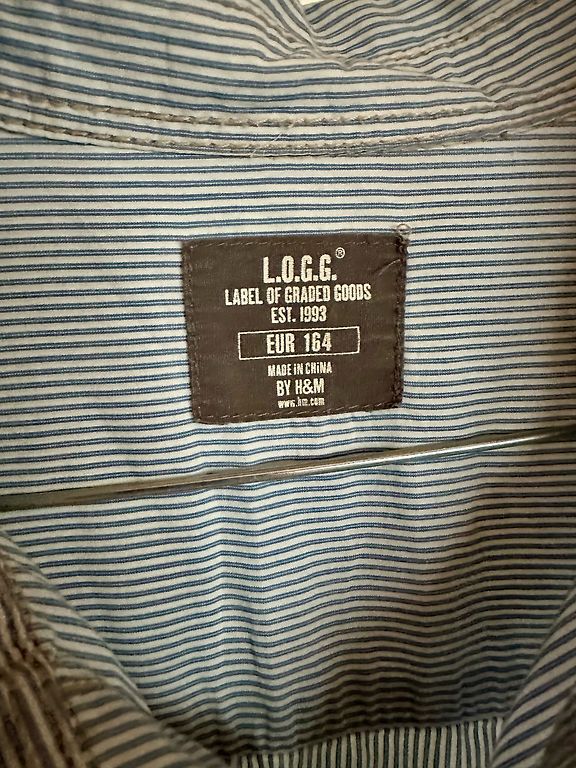 L.O.G.G.®
LABEL OF GRADED GOODS
EST. 1993
EUR 164
MADE IN CHINA
BY H&M
www.hm.com